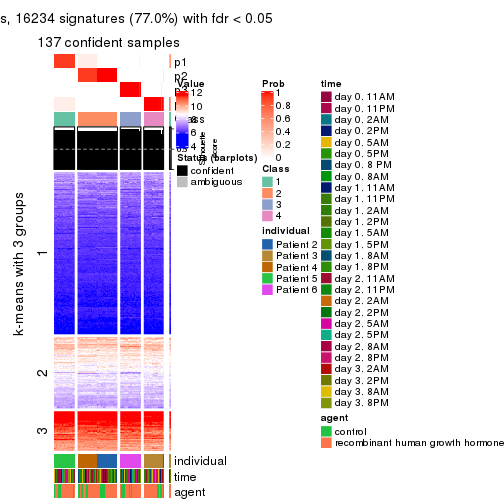 s, 16234 signatures (77.0%) with fdr < 0.05
137 confident samples
p1
p2
Value
12
10
8
6
4
Silhouette
score
Status (barplots)
confident
ambiguous
k-means with 3 groups
1
2
3
individual
time
agent
Prob
1
0.8
0.6
0.4
0.2
0
Class
1
2
3
4
individual
Patient 2
Patient 3
Patient 4
Patient 5
Patient 6
time
day 0. 11AM
day 0. 11PM
day 0. 2AM
day 0. 2PM
day 0. 5AM
day 0. 5PM
day 0. 8 PM
day 0. 8AM
day 1. 11AM
day 1. 11PM
day 1. 2AM
day 1. 2PM
day 1. 5AM
day 1. 5PM
day 1. 8AM
day 1. 8PM
day 2. 11AM
day 2. 11PM
day 2. 2AM
day 2. 2PM
day 2. 5AM
day 2. 5PM
day 2. 8AM
day 2. 8PM
day 3. 2AM
day 3. 2PM
day 3. 5AM
day 3. 8AM
day 3. 8PM
agent
control
recombinant human growth hormone